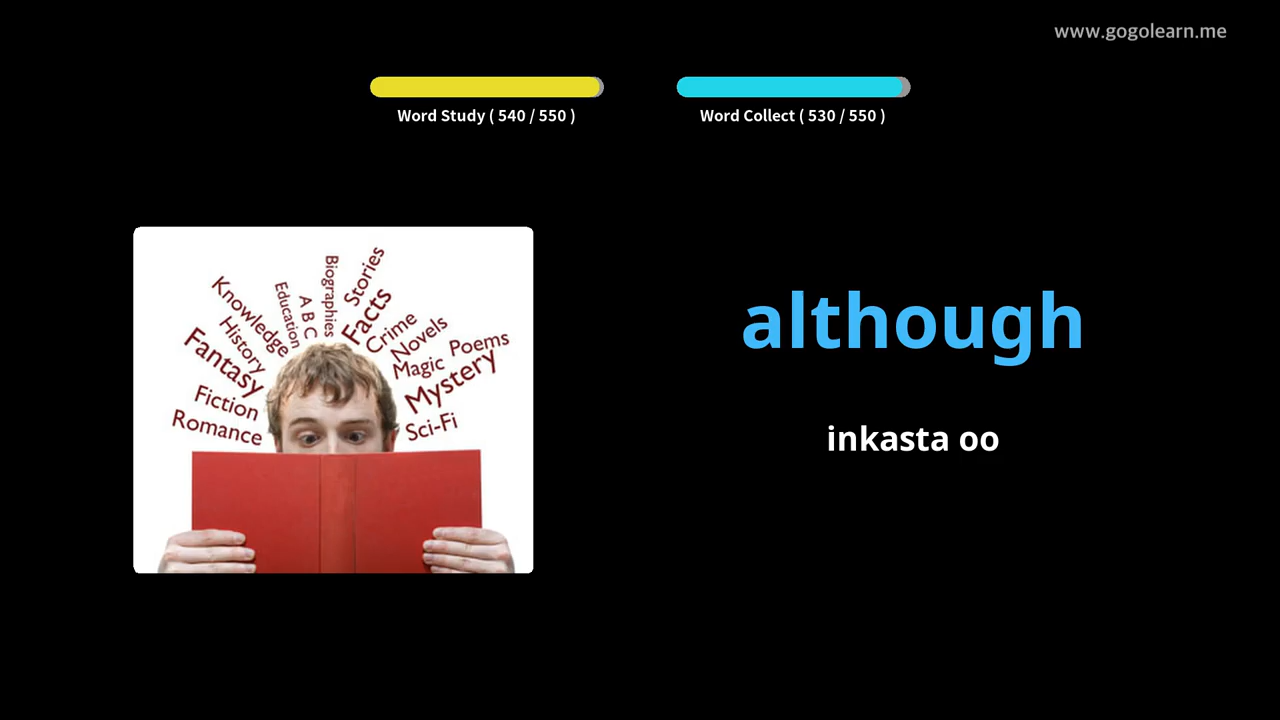 www.gogolearn.me
Word Study ( 540 / 550 )
Word Collect ( 530 / 550 )
Biographies
Stories
Education
A B C
Facts
Knowledge
Crime
History
Novels
Fantasy
Magic
Poems
Mystery
Fiction
Romance
Sci-Fi
although
inkasta oo